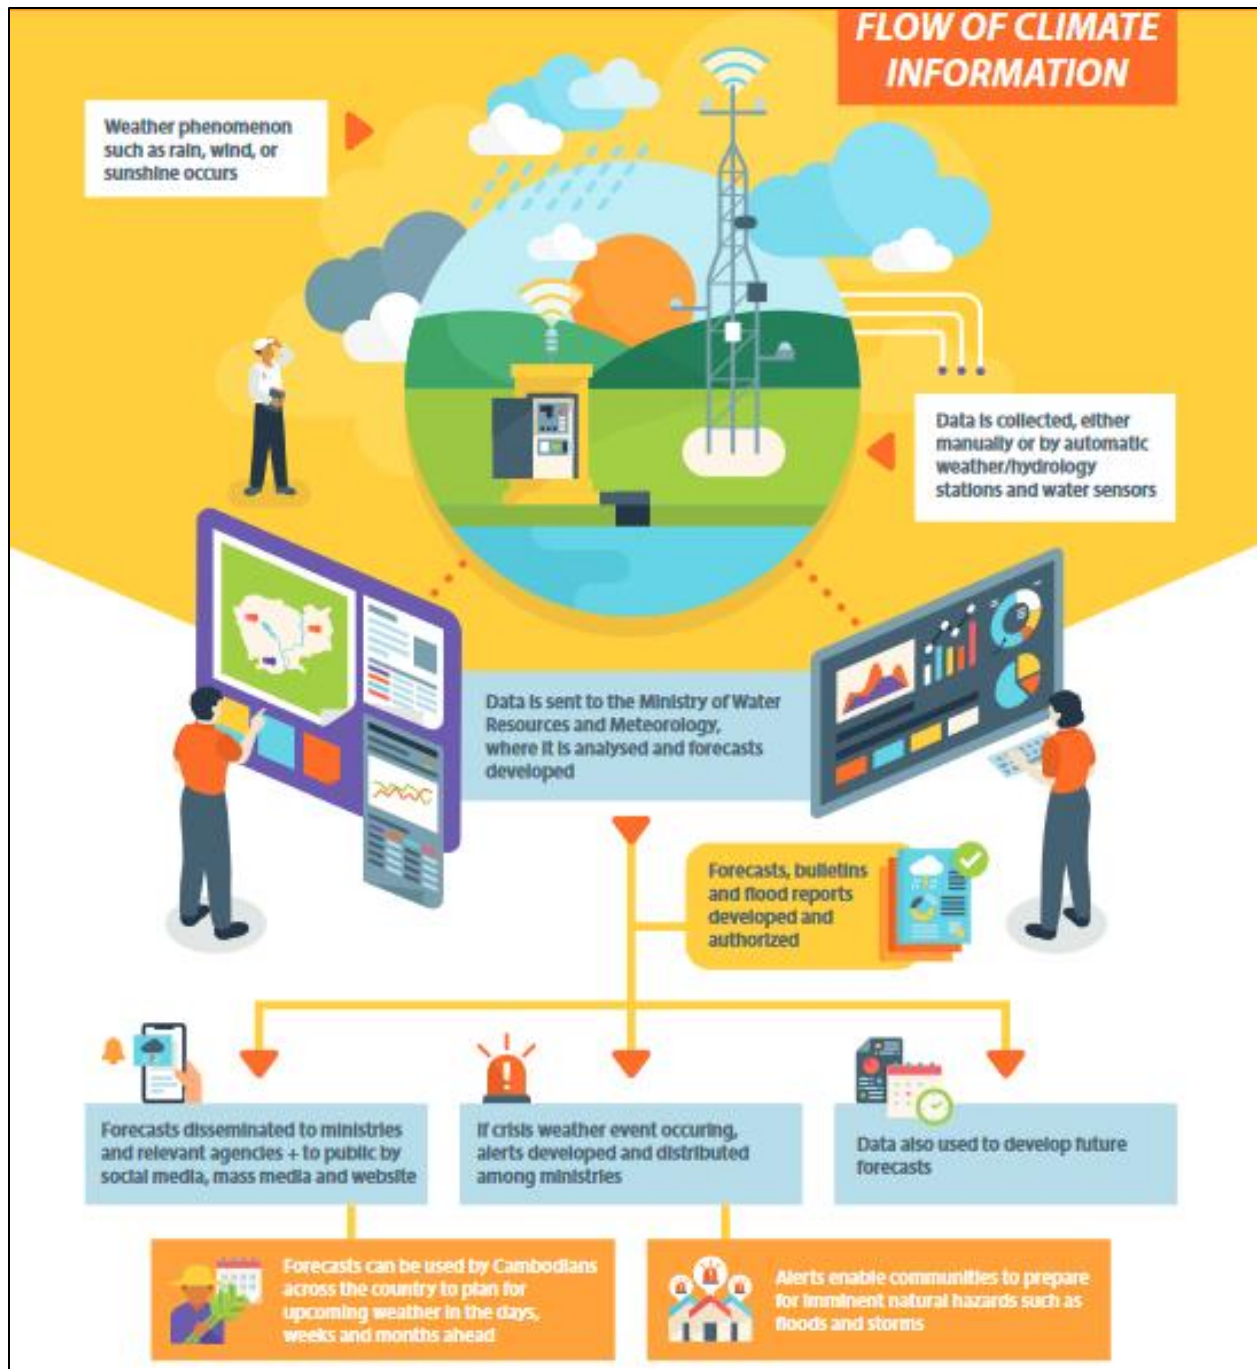 FLOW OF CLIMATE
INFORMATION
Weather phenomenon
such as rain, wind, or
sunshine occurs
Data is collected, either
manually or by automatic
weather/hydrology
stations and water sensors
Data is sent to the Ministry of Water
Resources and Meteorology,
where it is analysed and forecasts
developed
Forecasts, bulletins
and flood reports
developed and
authorized
Forecasts disseminated to ministries
and relevant agencies + to public by
social media, mass media and website
If crisis weather event occuring,
alerts developed and distributed
among ministries
Data also used to develop future
forecasts
Forecasts can be used by Cambodians
across the country to plan for
upcoming weather in the days,
weeks and months ahead
Alerts enable communities to prepare
for imminent natural hazards such as
floods and storms